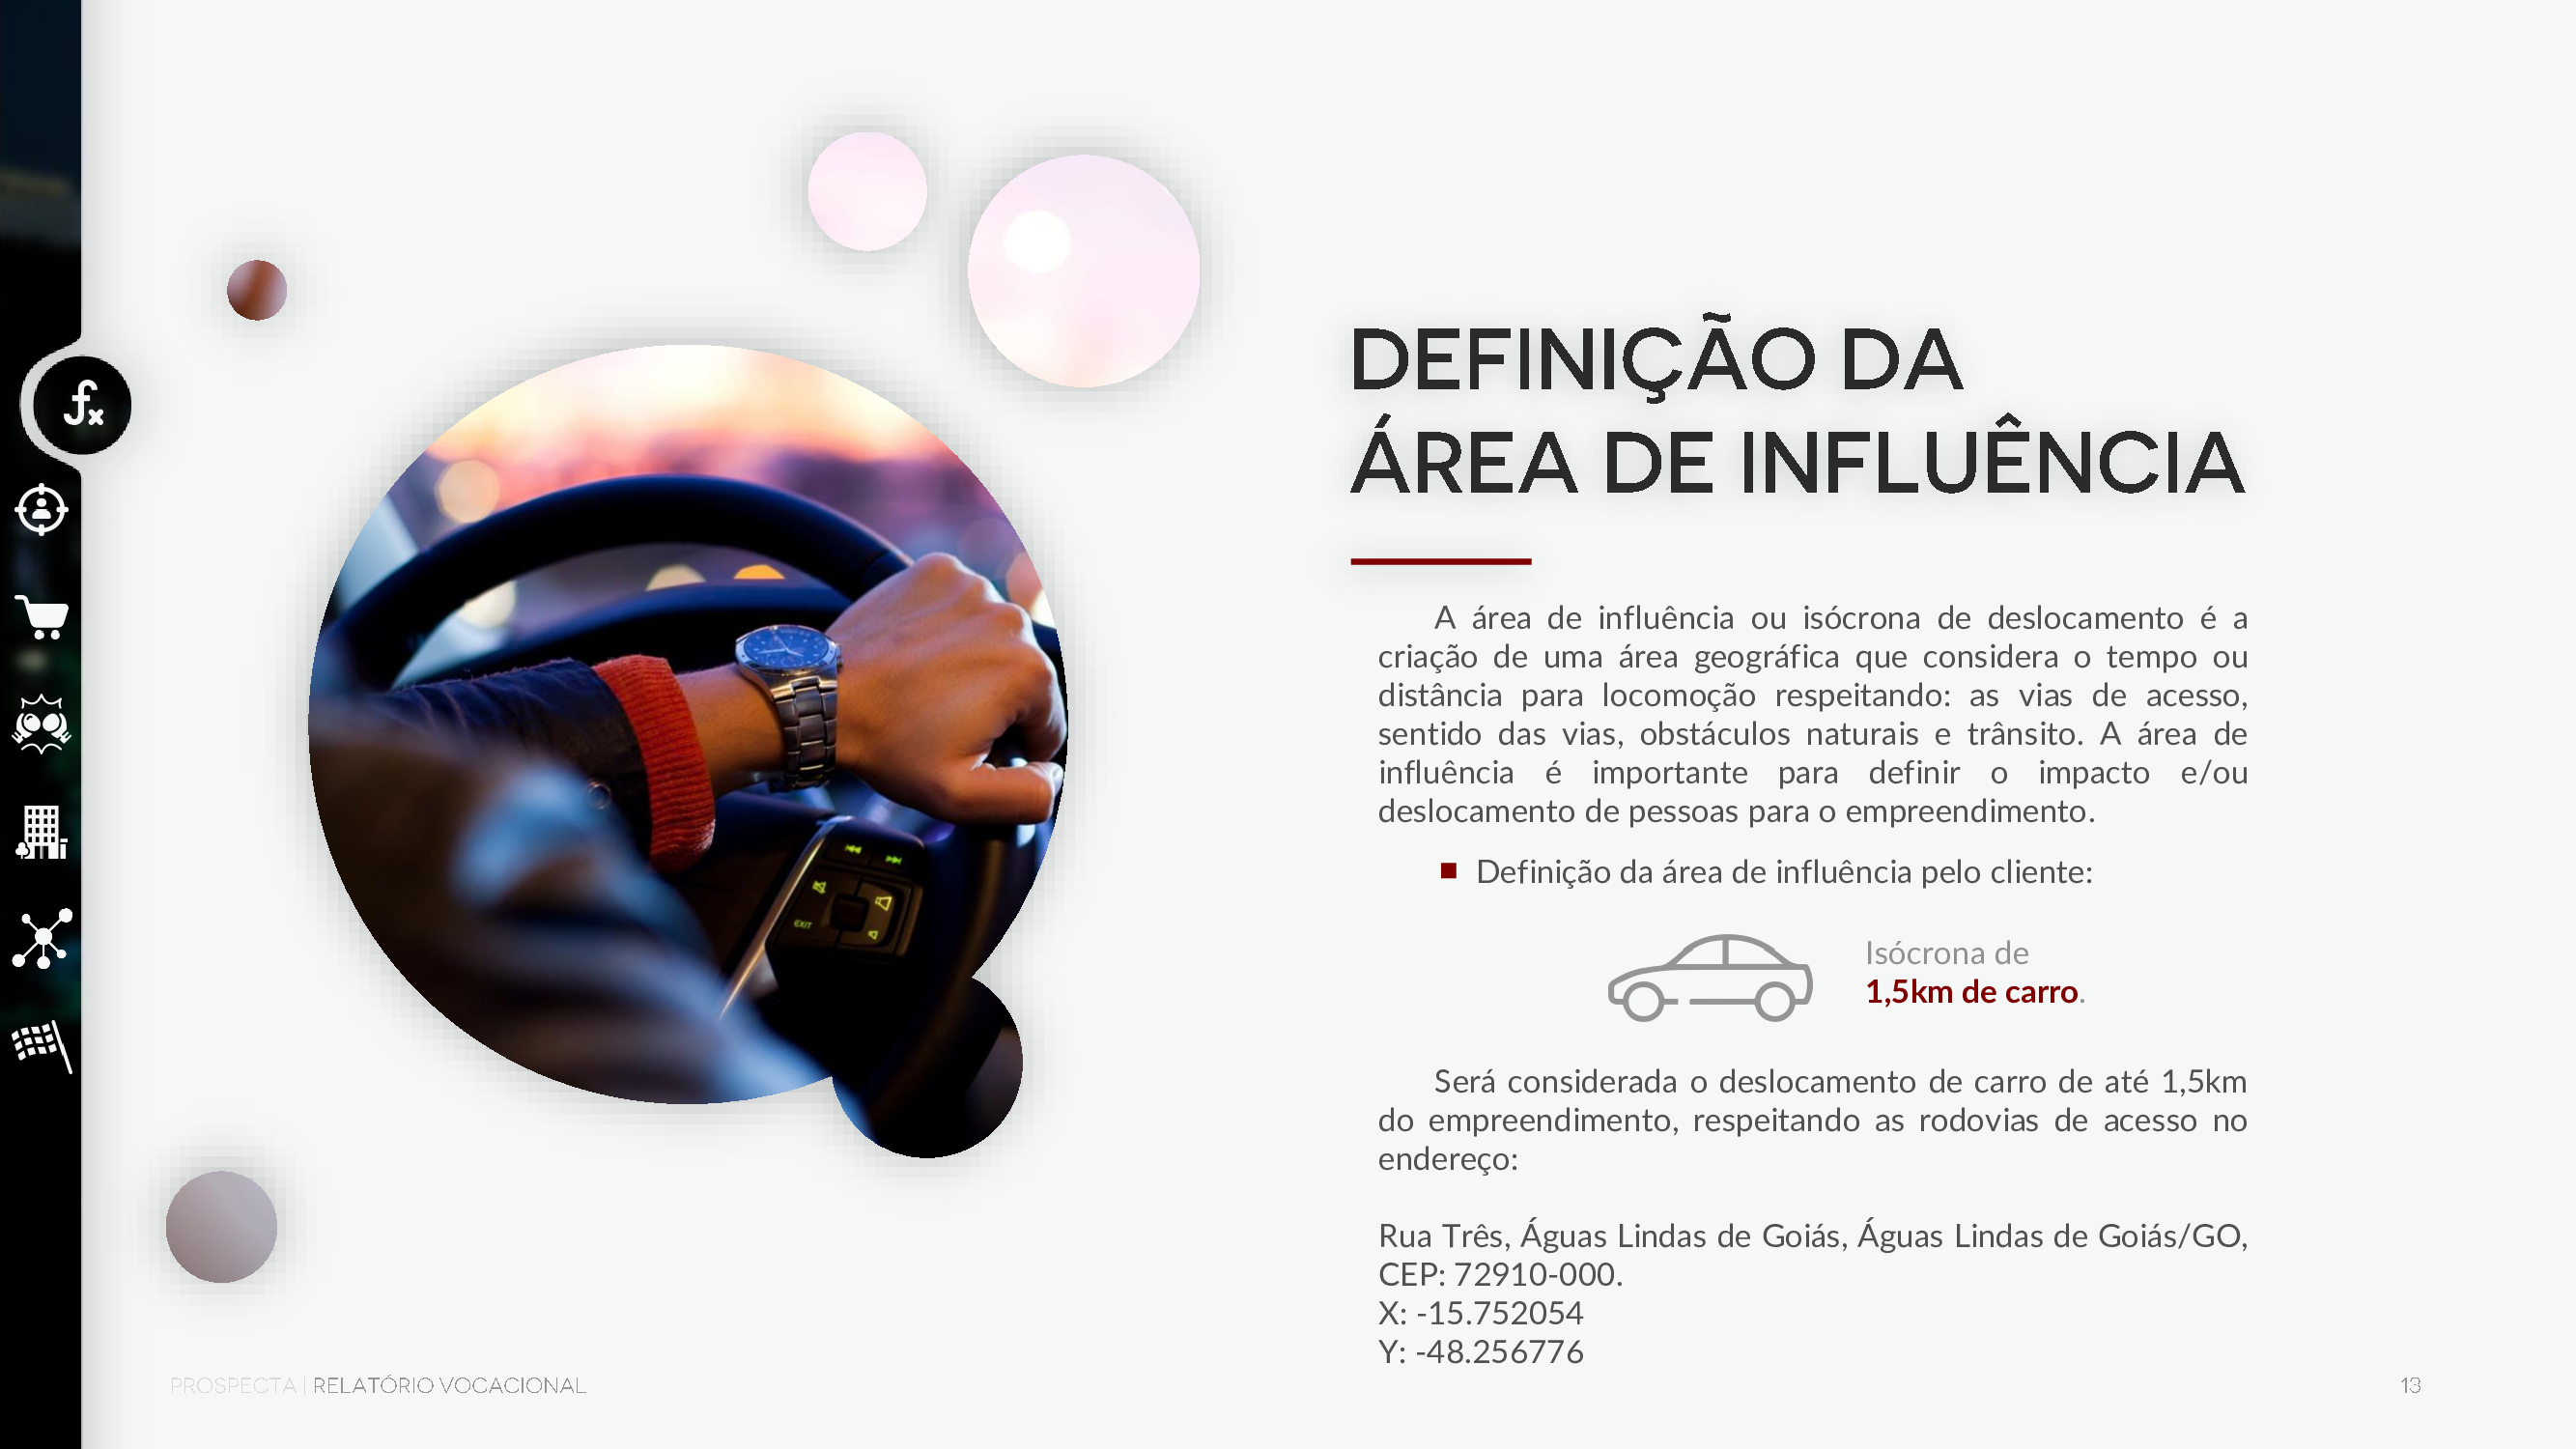 DEFINIÇÃO DA
ÁREA DE INFLUÊNCIA
A área de influência ou isócrona de deslocamento é a
criação de uma área geográfica que considera o tempo ou
distância para locomoção respeitando: as vias de acesso,
sentido das vias, obstáculos naturais e trânsito. A área de
influência é importante para definir o impacto e/ou
deslocamento de pessoas para o empreendimento.
Definição da área de influência pelo cliente:
Isócrona de
1,5km de carro.
Será considerada o deslocamento de carro de até 1,5km
do empreendimento, respeitando as rodovias de acesso no
endereço:
Rua Três, Águas Lindas de Goiás, Águas Lindas de Goiás/GO,
CEP: 72910-000.
X: -15.752054
Y: -48.256776
fx
EXIT
PROSPECTA | RELATÓRIO VOCACIONAL
13